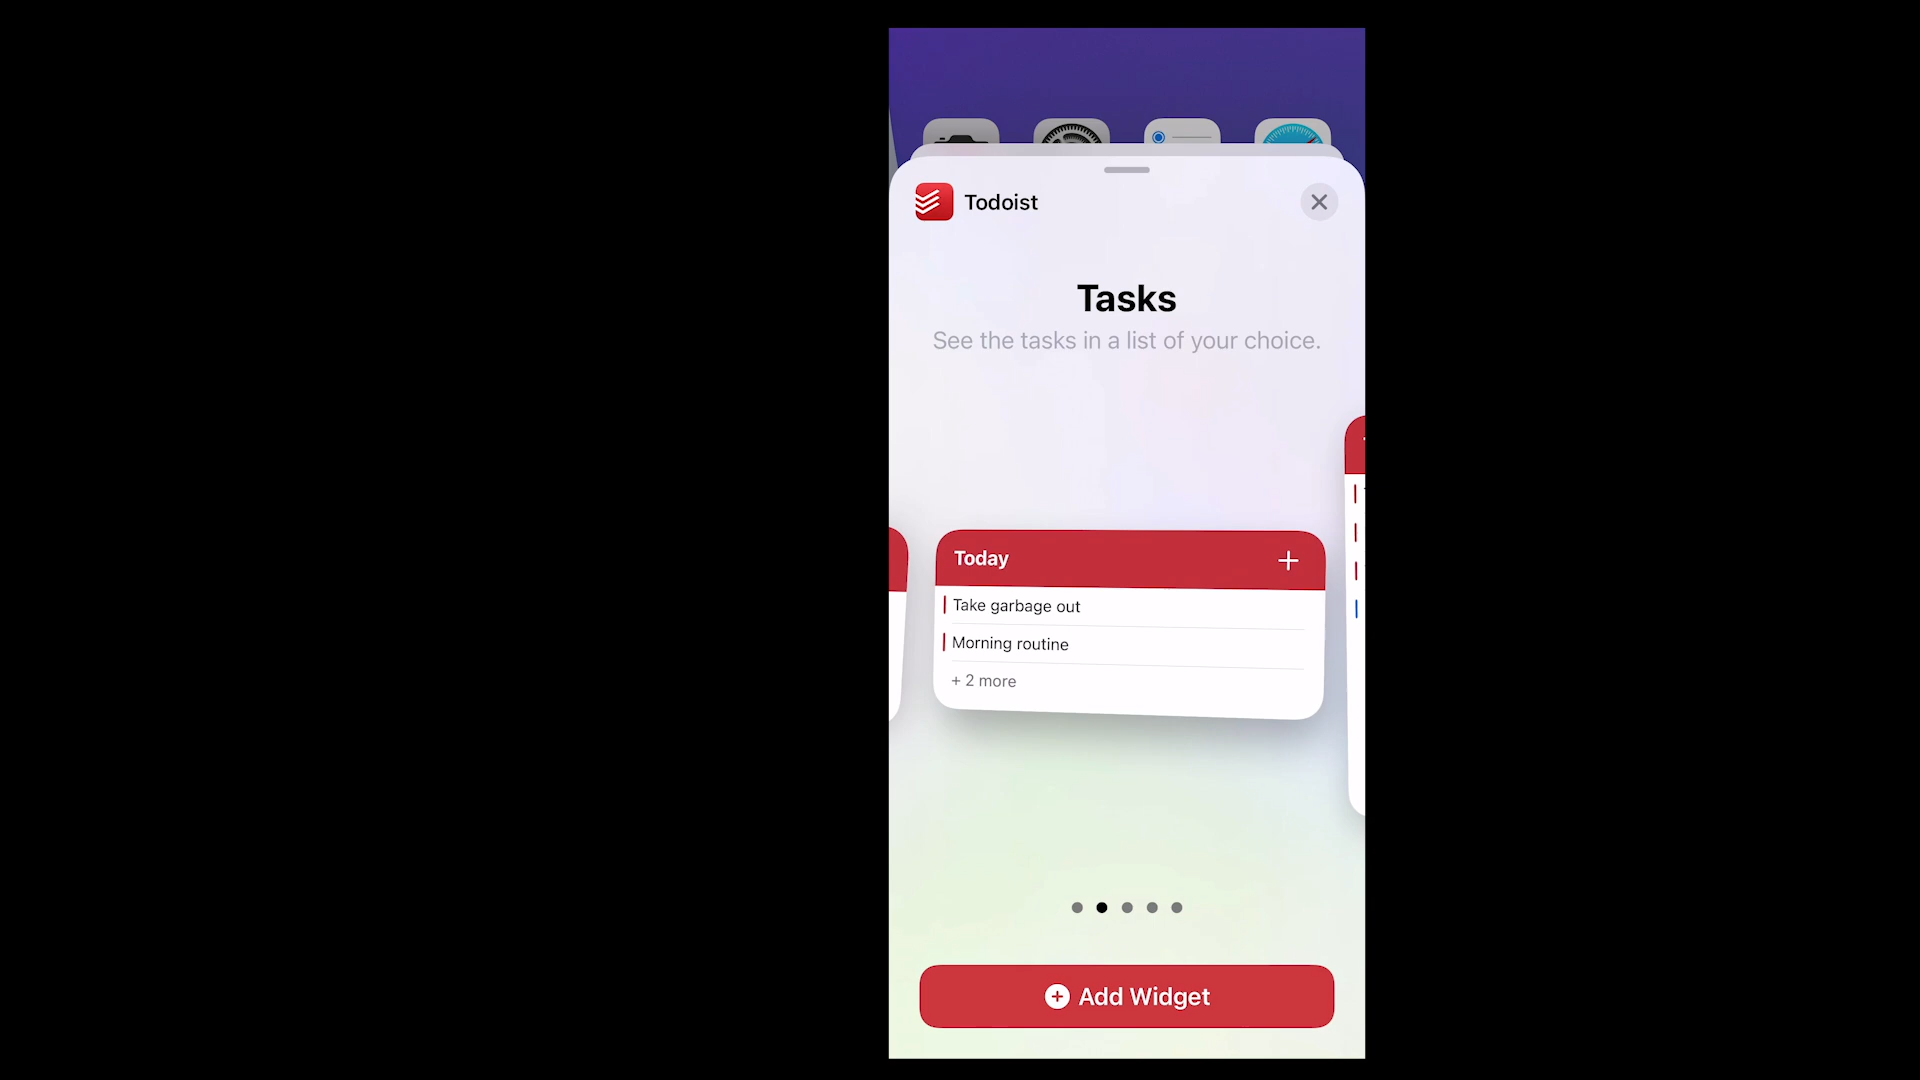 Todoist
Tasks
See the tasks in a list of your choice.
Today
Take garbage out
Morning routine
+ 2 more
Add Widget